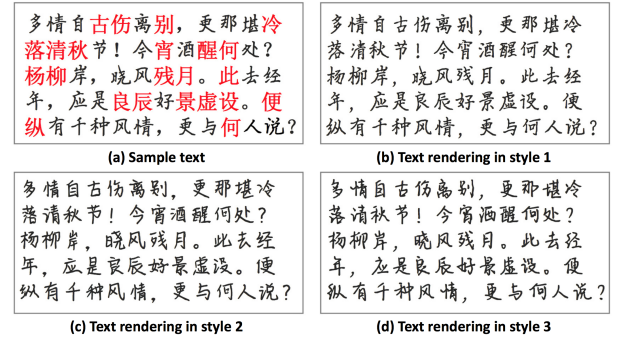 多情自古伤离别，更那堪冷
落清秋节！今宵酒醒何处？
杨柳岸，晓风残月。此去经
年，应是良辰好景虚设。便
纵有千种风情，更与何人说？
(a) Sample text
多情自古伤离别，更那堪冷
落清秋节！今宵酒醒何处？
杨柳岸，晓风残月。此去经
年，应是良辰好景虚设。便
纵有千种风情，更与何人说？
(b) Text rendering in style 1
多情自古伤离别，更那堪冷
落清秋节！今宵酒醒何处？
杨柳岸，晓风残月。此去经
年，应是良辰好景虚设。便
纵有千种风情，更与何人说？
(c) Text rendering in style 2
多情自古伤离别，更那堪冷
落清秋节！今宵酒醒何处？
杨柳岸，晓风残月。此去经
年，应是良辰好景虚设。便
纵有千种风情，更与何人说？
(d) Text rendering in style 3